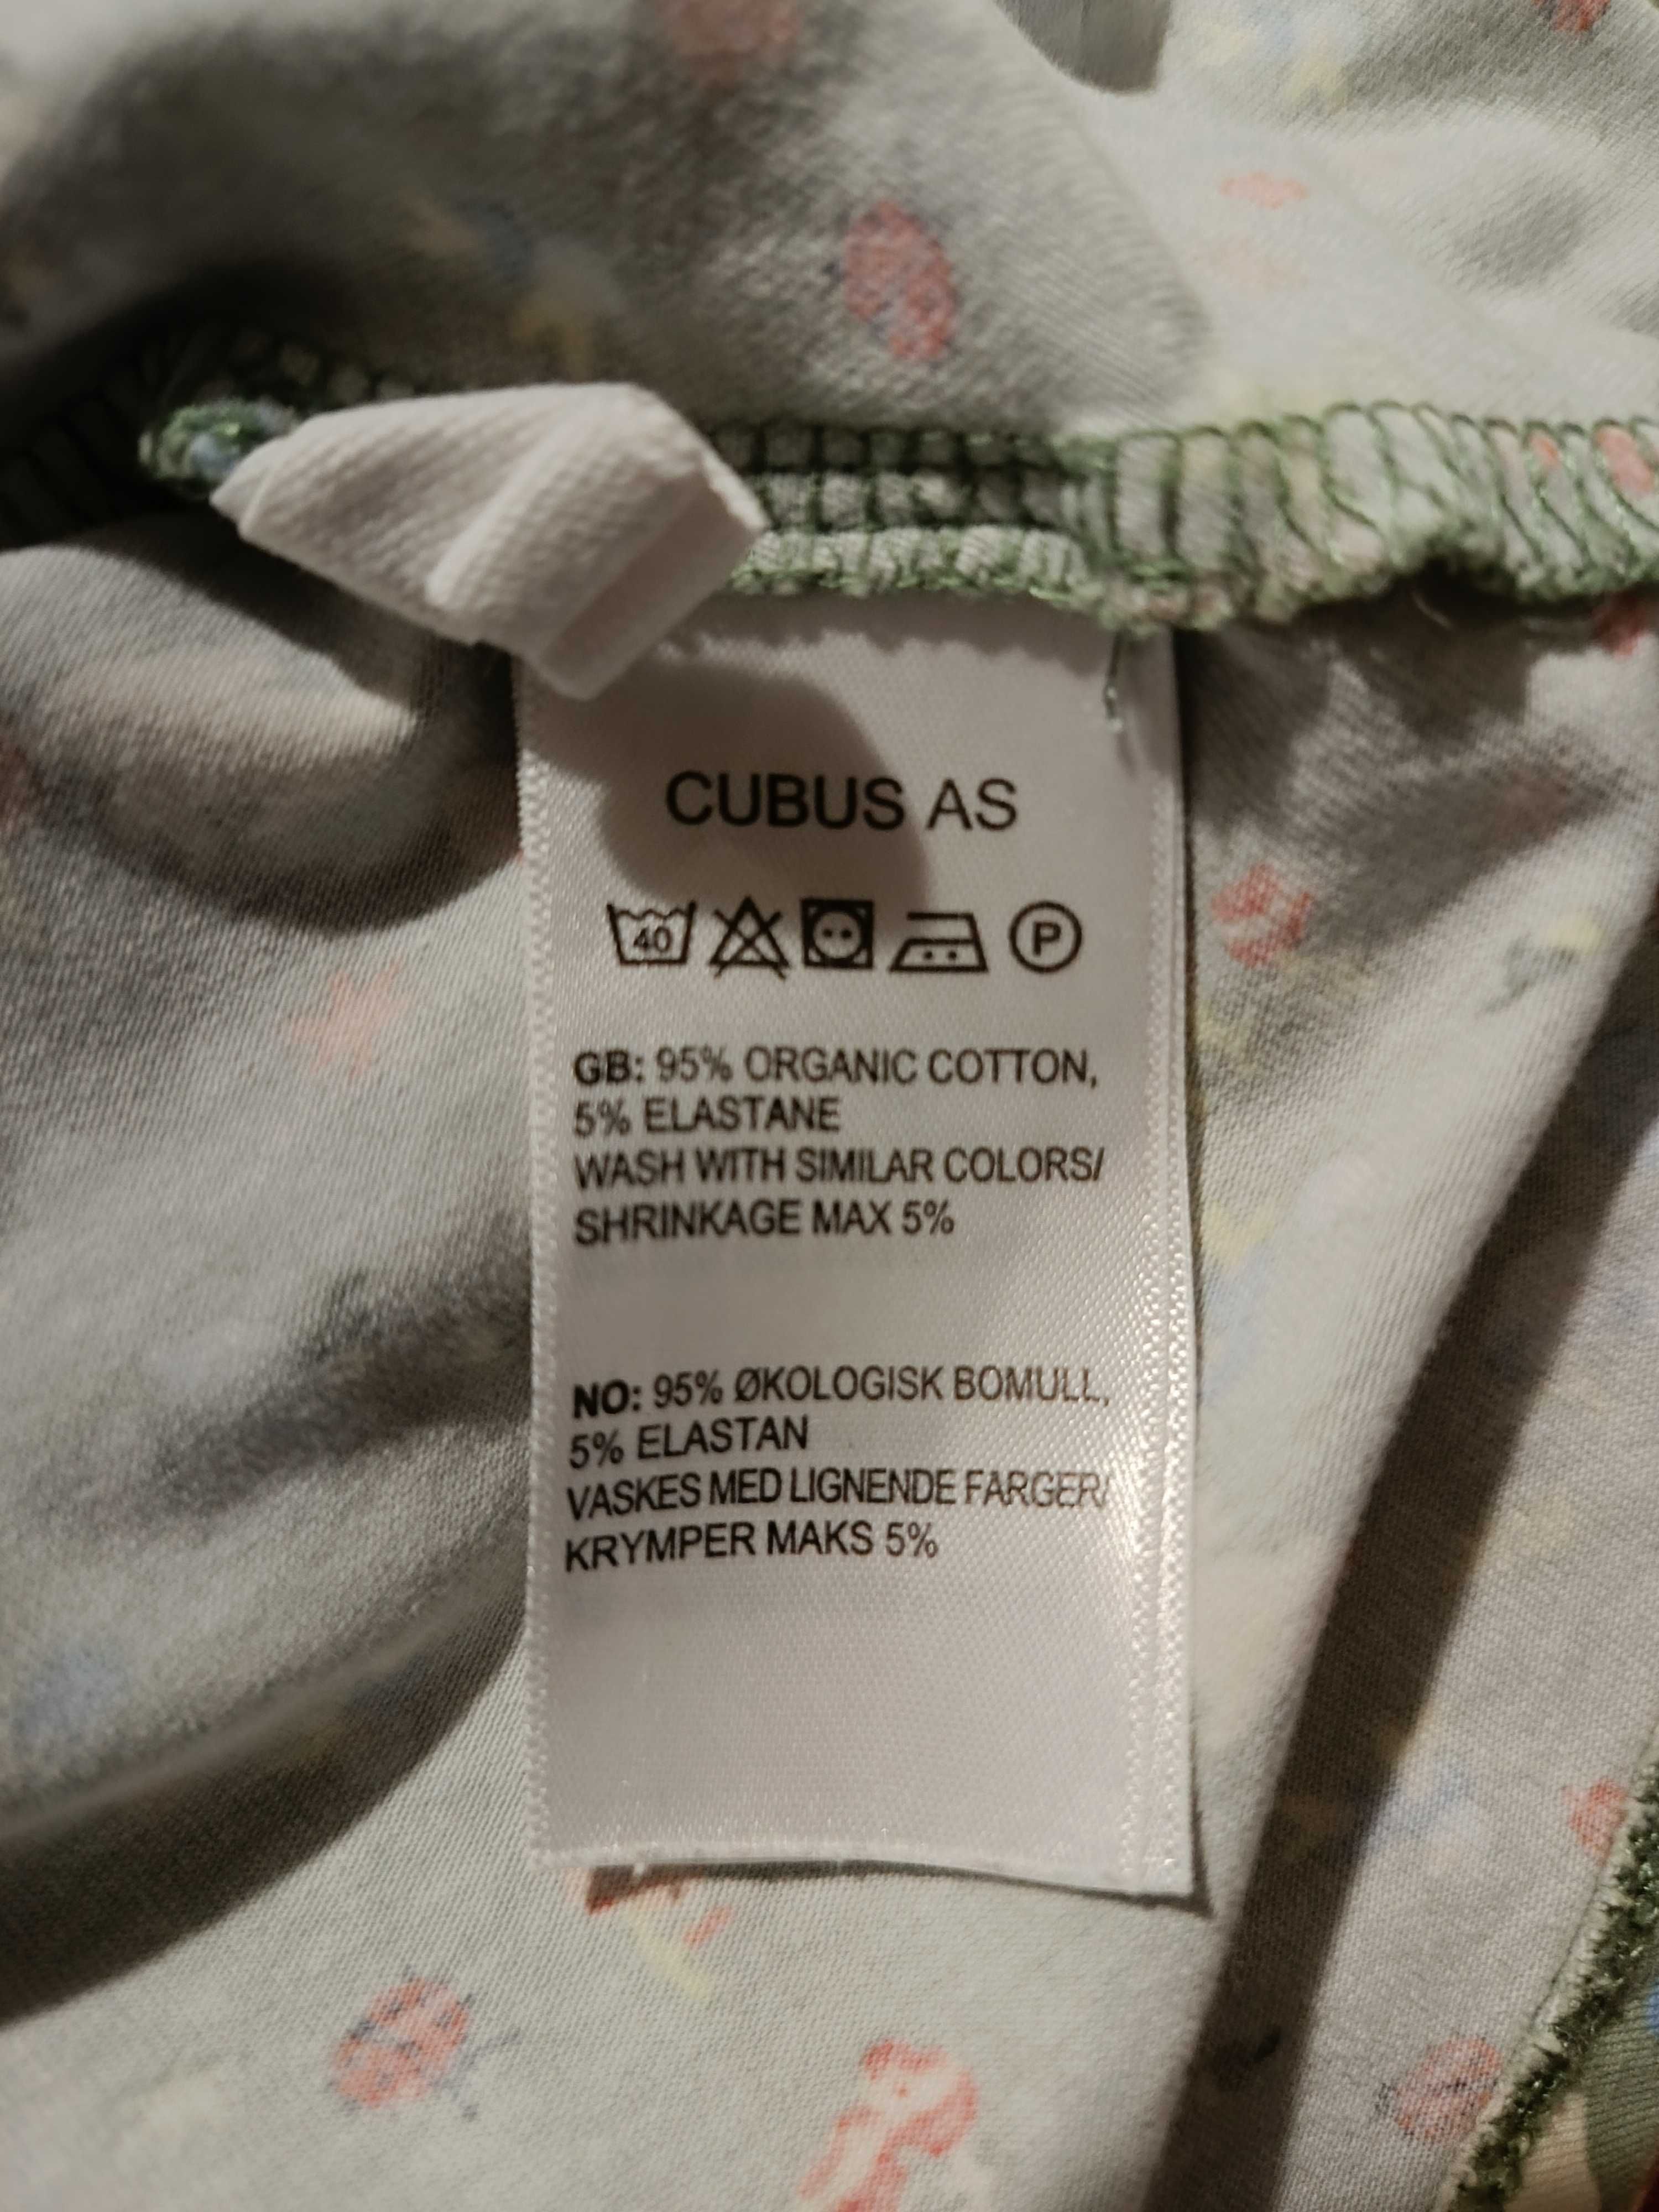 CUBUS AS
40 P
GB: 95% ORGANIC COTTON,
5% ELASTANE
WASH WITH SIMILAR COLORS/
SHRINKAGE MAX 5%
NO: 95% ØKOLOGISK BOMULL,
5% ELASTAN
VASKES MED LIGNENDE FARGER/
KRYMPER MAKS 5%